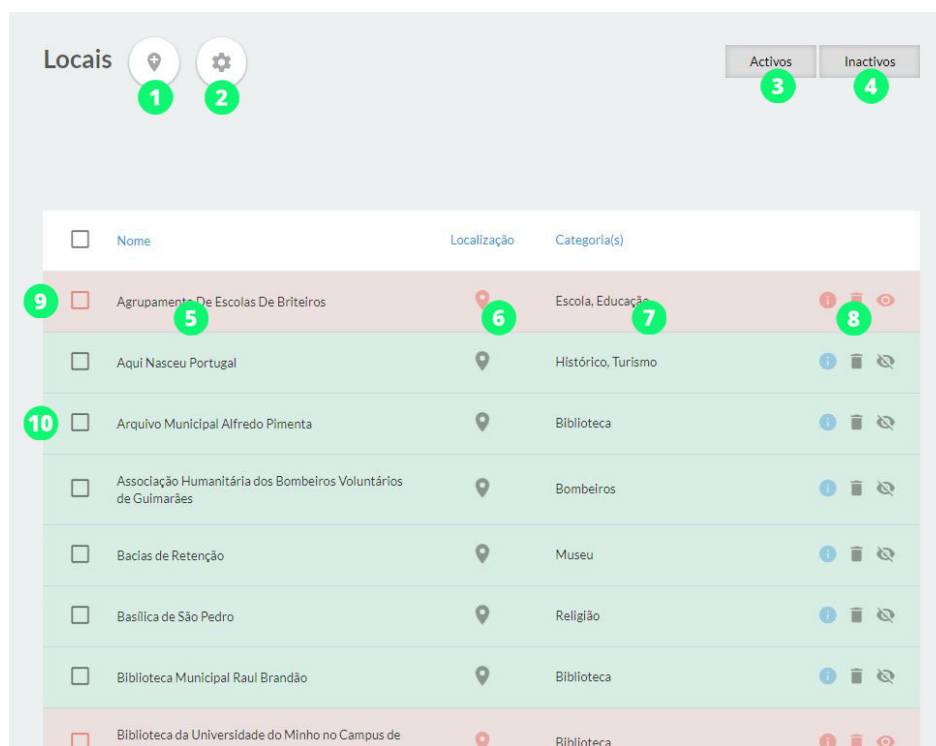 Locais
1
2
Activos
Inactivos
3
4
Nome
Localização
Categoria(s)
9
Agrupamento De Escolas De Briteiros
Escola, Educação
5
6
7
8
Aqui Nasceu Portugal
Histórico, Turismo
10
Arquivo Municipal Alfredo Pimenta
Biblioteca
Associação Humanitária dos Bombeiros Voluntários
de Guimarães
Bombeiros
Bacias de Retenção
Museu
Basílica de São Pedro
Religião
Biblioteca Municipal Raul Brandão
Biblioteca
Biblioteca da Universidade do Minho no Campus de
Biblioteca